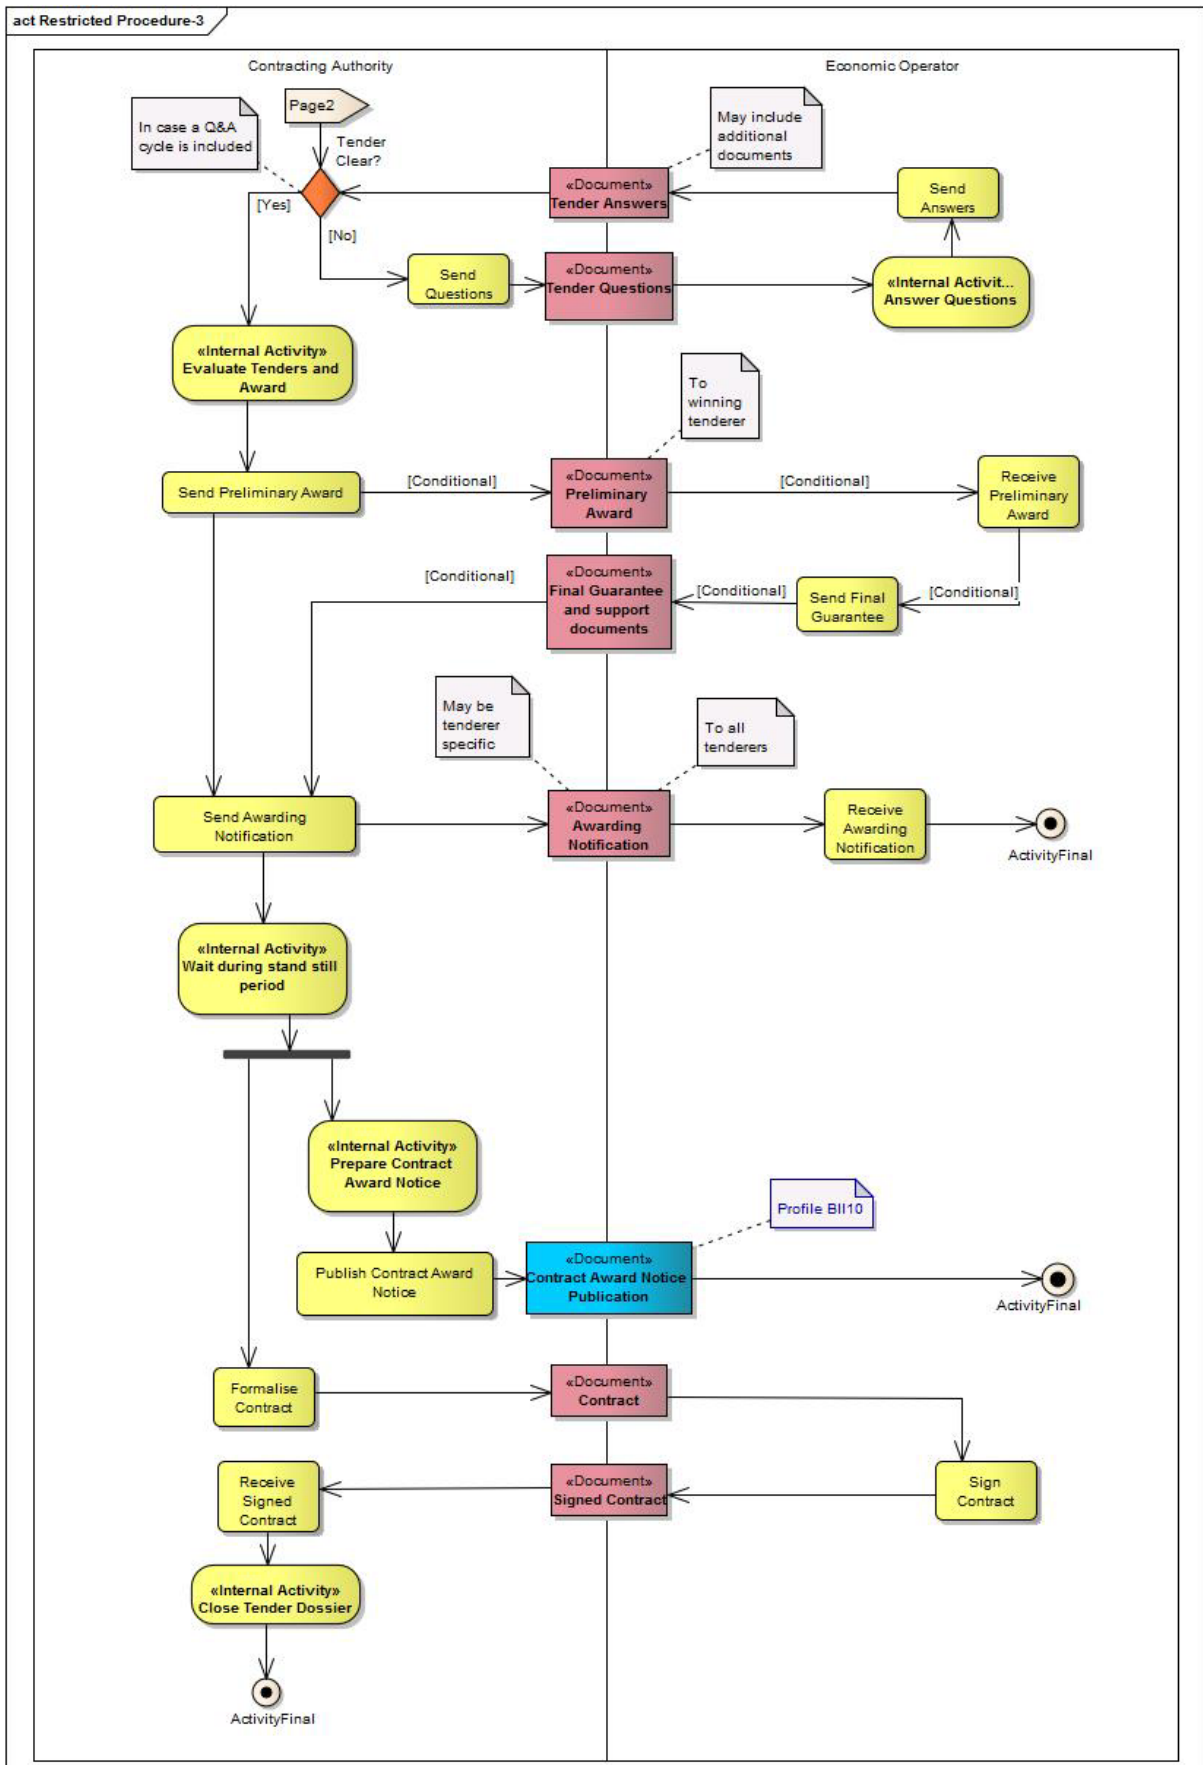 act Restricted Procedure-3
Contracting Authority
Economic Operator
In case a Q&A
cycle is included
Page2
Tender
Clear?
May include
additional
documents
«Document»
Tender Answers
Send
Answers
[Yes]
[No]
Send
Questions
«Document»
Tender Questions
«Internal Activit...
Answer Questions
«Internal Activity»
Evaluate Tenders and
Award
To
winning
tenderer
Send Preliminary Award
[Conditional]
«Document»
Preliminary
Award
[Conditional]
Receive
Preliminary
Award
[Conditional]
«Document»
Final Guarantee
and support
documents
[Conditional]
Send Final
Guarantee
[Conditional]
May be
tenderer
specific
To all
tenderers
Send Awarding
Notification
«Document»
Awarding
Notification
Receive
Awarding
Notification
ActivityFinal
«Internal Activity»
Wait during stand still
period
«Internal Activity»
Prepare Contract
Award Notice
Profile BII10
Publish Contract Award
Notice
«Document»
Contract Award Notice
Publication
ActivityFinal
Formalise
Contract
«Document»
Contract
Receive
Signed
Contract
«Document»
Signed Contract
Sign
Contract
«Internal Activity»
Close Tender Dossier
ActivityFinal